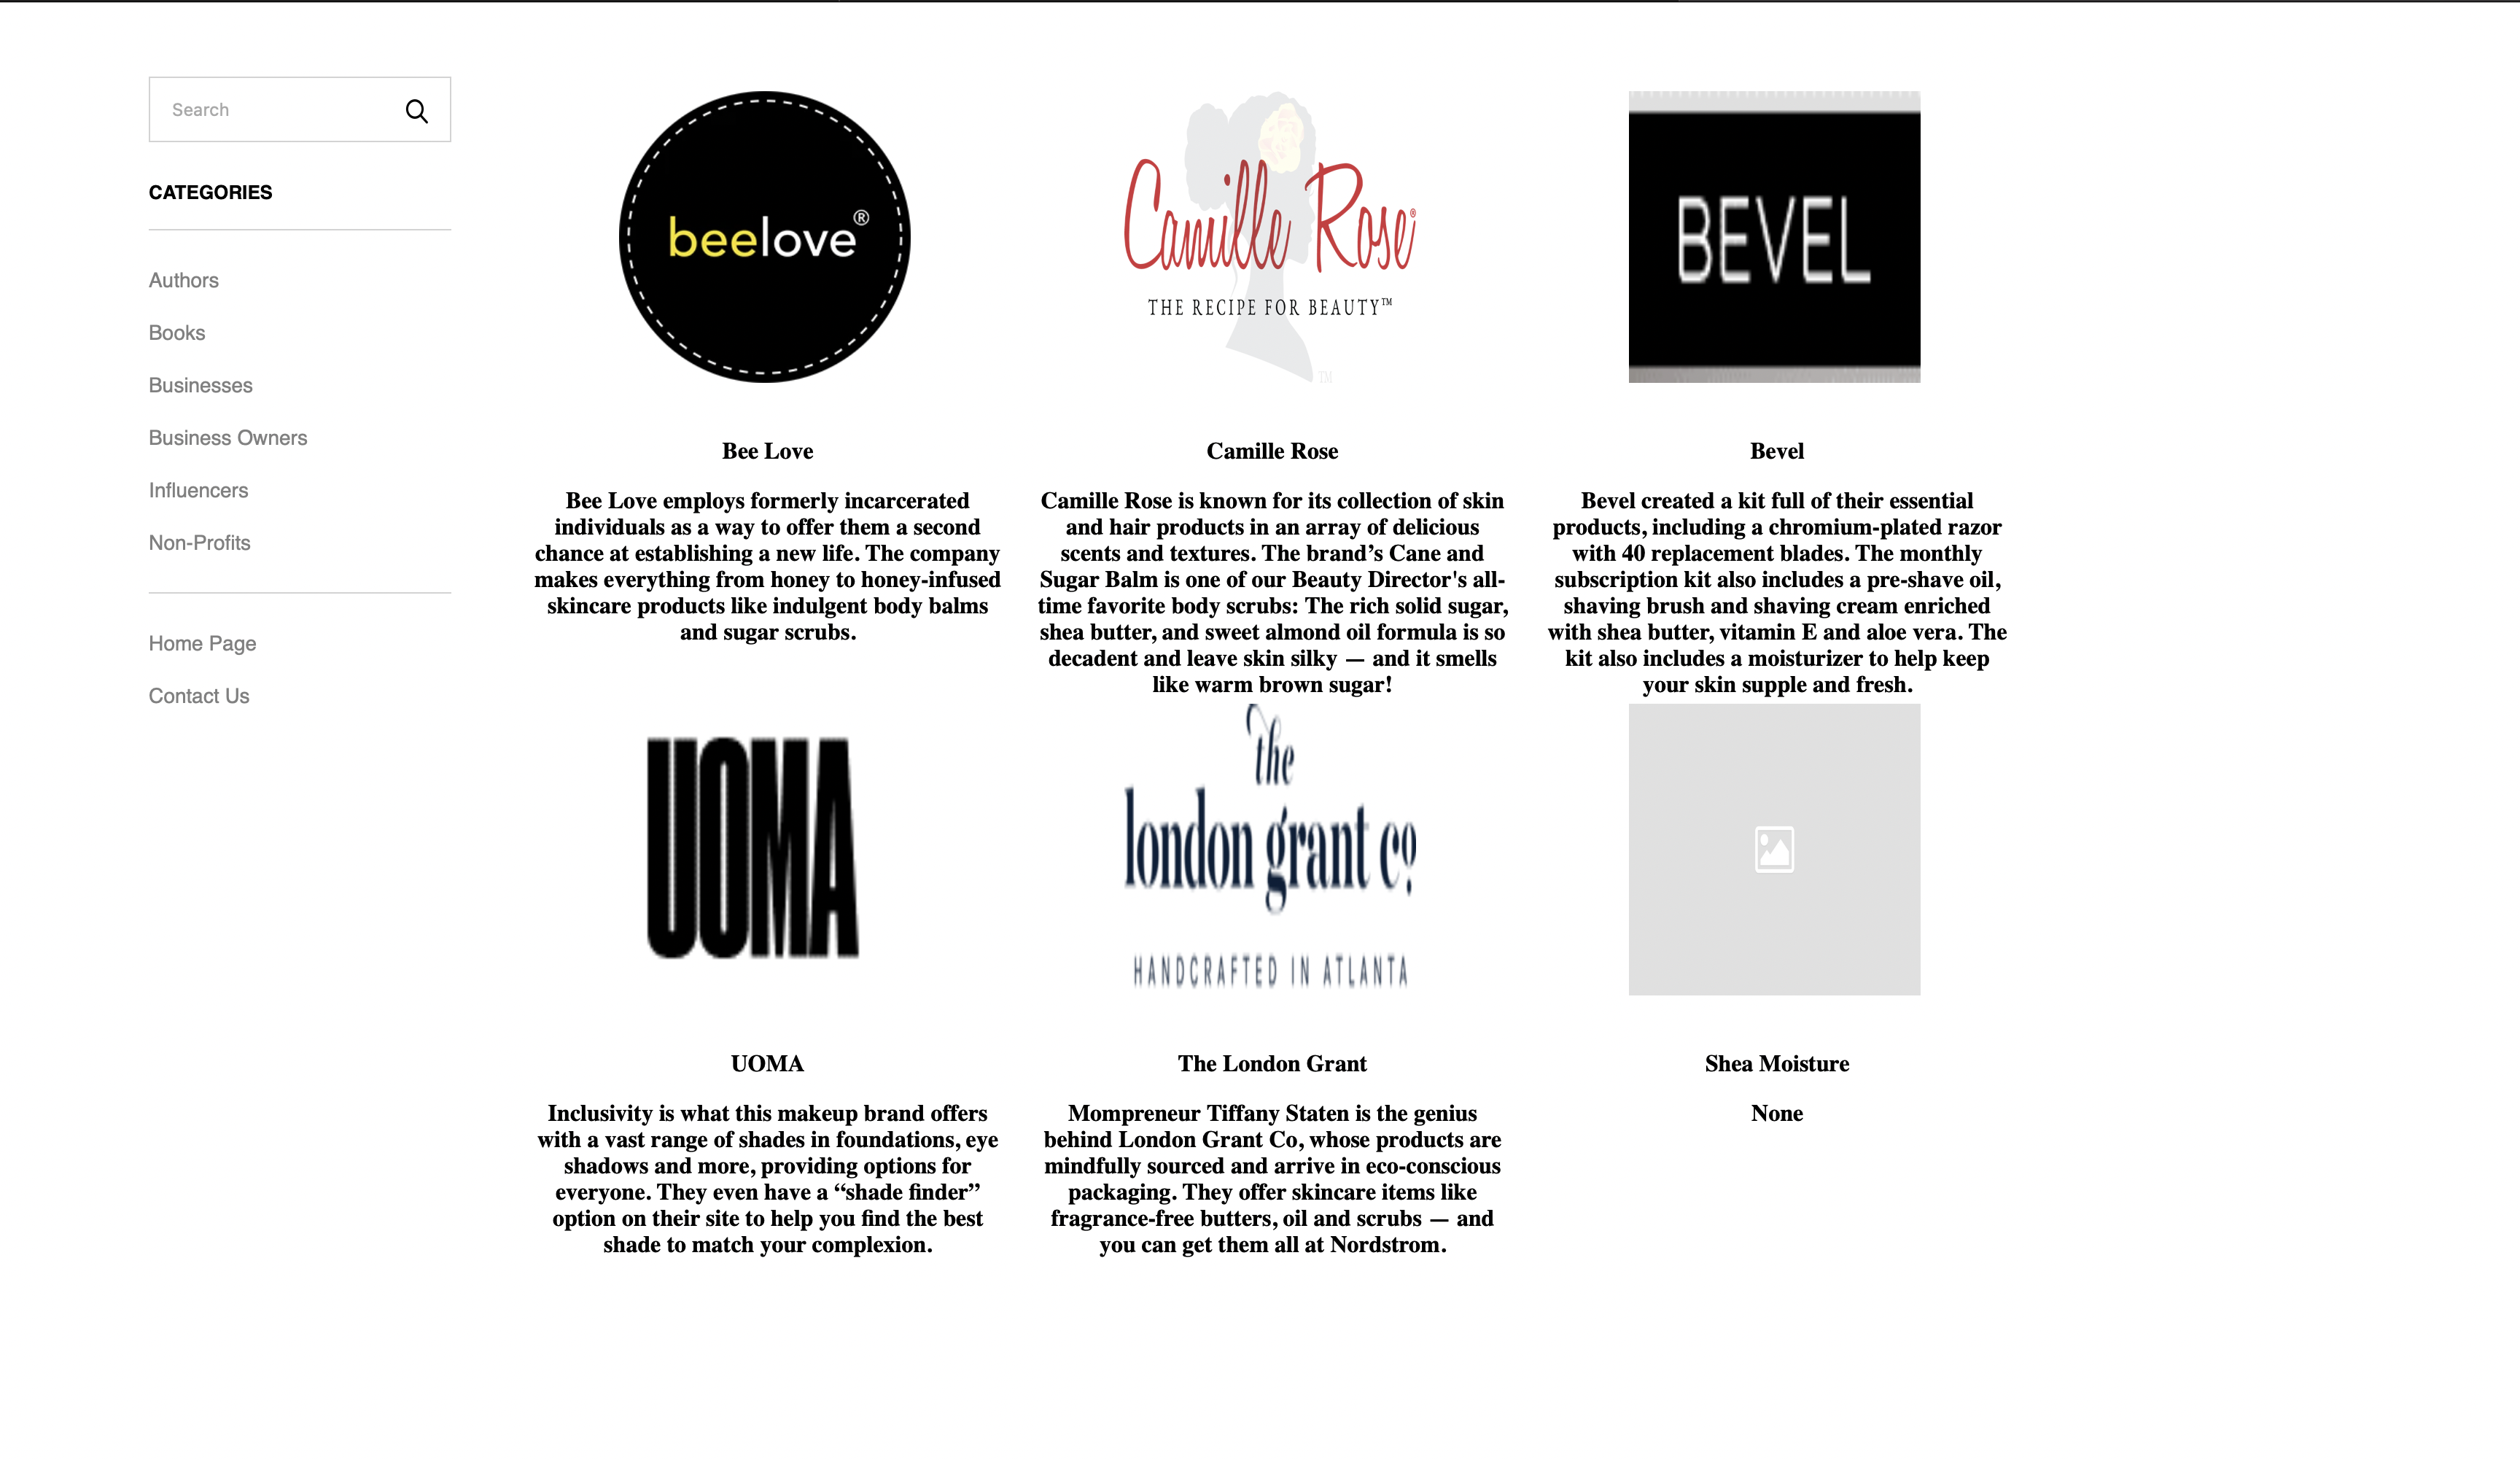 Search
CATEGORIES
Authors
Books
Businesses
Business Owners
Influencers
Non-Profits
Home Page
Contact Us
beelove®
Camille Rose®
THE RECIPE FOR BEAUTY™
TM
BEVEL
Bee Love
Bee Love employs formerly incarcerated
individuals as a way to offer them a second
chance at establishing a new life. The company
makes everything from honey to honey-infused
skincare products like indulgent body balms
and sugar scrubs.
Camille Rose
Camille Rose is known for its collection of skin
and hair products in an array of delicious
scents and textures. The brand’s Cane and
Sugar Balm is one of our Beauty Director's all-
time favorite body scrubs: The rich solid sugar,
shea butter, and sweet almond oil formula is so
decadent and leave skin silky — and it smells
like warm brown sugar!
Bevel
Bevel created a kit full of their essential
products, including a chromium-plated razor
with 40 replacement blades. The monthly
subscription kit also includes a pre-shave oil,
shaving brush and shaving cream enriched
with shea butter, vitamin E and aloe vera. The
kit also includes a moisturizer to help keep
your skin supple and fresh.
UOMA
the
london grant co
HANDCRAFTED IN ATLANTA
UOMA
Inclusivity is what this makeup brand offers
with a vast range of shades in foundations, eye
shadows and more, providing options for
everyone. They even have a “shade finder”
option on their site to help you find the best
shade to match your complexion.
The London Grant
Mompreneur Tiffany Staten is the genius
behind London Grant Co, whose products are
mindfully sourced and arrive in eco-conscious
packaging. They offer skincare items like
fragrance-free butters, oil and scrubs — and
you can get them all at Nordstrom.
Shea Moisture
None